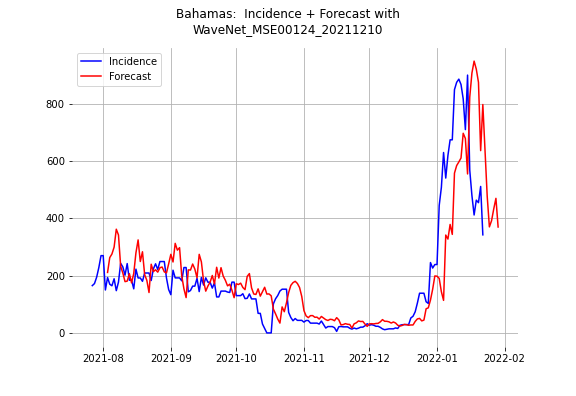 Bahamas:  Incidence + Forecast with
WaveNet_MSE00124_20211210
Incidence
Forecast
800
600
400
200
0
2021-08 2021-09 2021-10 2021-11 2021-12 2022-01 2022-02